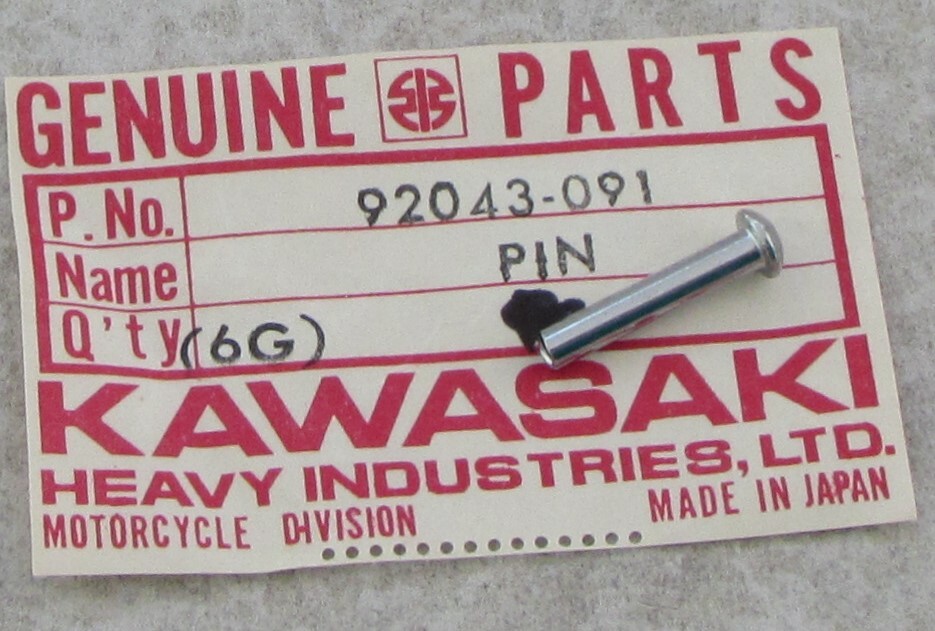 GENUINE PARTS
P. No. 92043-091
Name PIN
Q'ty (6G)
KAWASAKI
HEAVY INDUSTRIES, LTD.
MOTORCYCLE DIVISION MADE IN JAPAN